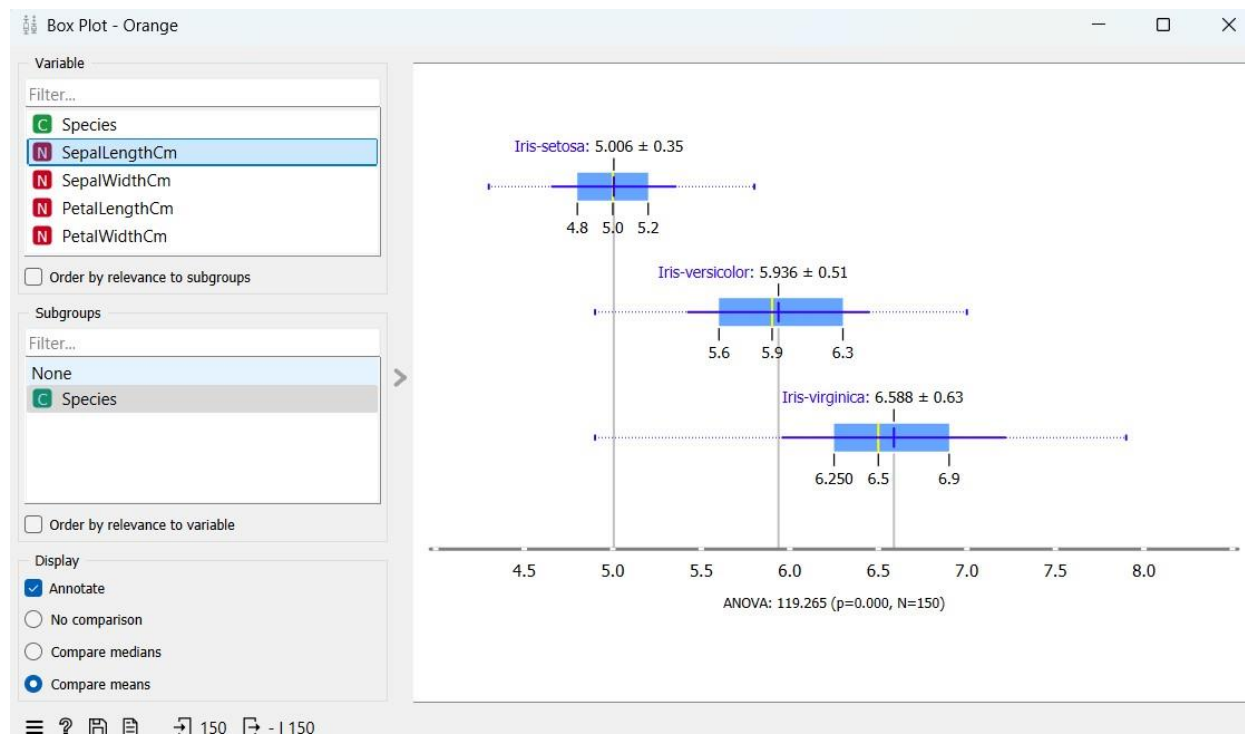 Box Plot - Orange
Variable
Filter...
C Species
N SepalLengthCm
N SepalWidthCm
N PetalLengthCm
N PetalWidthCm
Order by relevance to subgroups
Subgroups
Filter...
None
C Species
Order by relevance to variable
Display
Annotate
No comparison
Compare medians
Compare means
? 150 - | 150
Iris-setosa: 5.006 ± 0.35
4.8 5.0 5.2
Iris-versicolor: 5.936 ± 0.51
5.6 5.9 6.3
Iris-virginica: 6.588 ± 0.63
6.250 6.5 6.9
4.5 5.0 5.5 6.0 6.5 7.0 7.5 8.0
ANOVA: 119.265 (p=0.000, N=150)